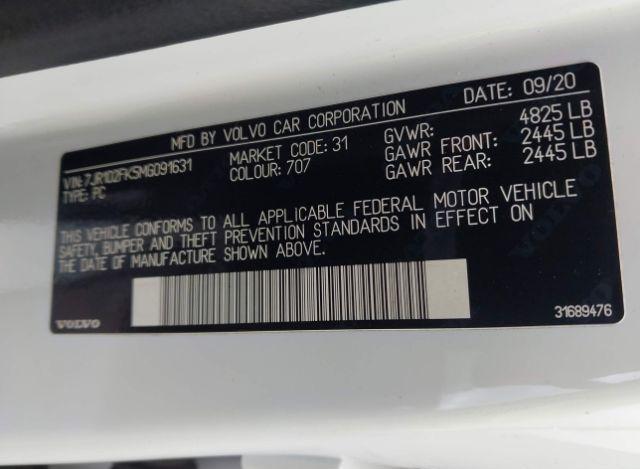 DATE: 09/20
MFD BY VOLVO CAR CORPORATION
VIN: 7JR102FK5MG091631
TYPE: PC
MARKET CODE: 31
COLOUR: 707
GVWR: 4825 LB
GAWR FRONT: 2445 LB
GAWR REAR: 2445 LB
THIS VEHICLE CONFORMS TO ALL APPLICABLE FEDERAL MOTOR VEHICLE
SAFETY, BUMPER AND THEFT PREVENTION STANDARDS IN EFFECT ON
THE DATE OF MANUFACTURE SHOWN ABOVE.
VOLVO
31689476